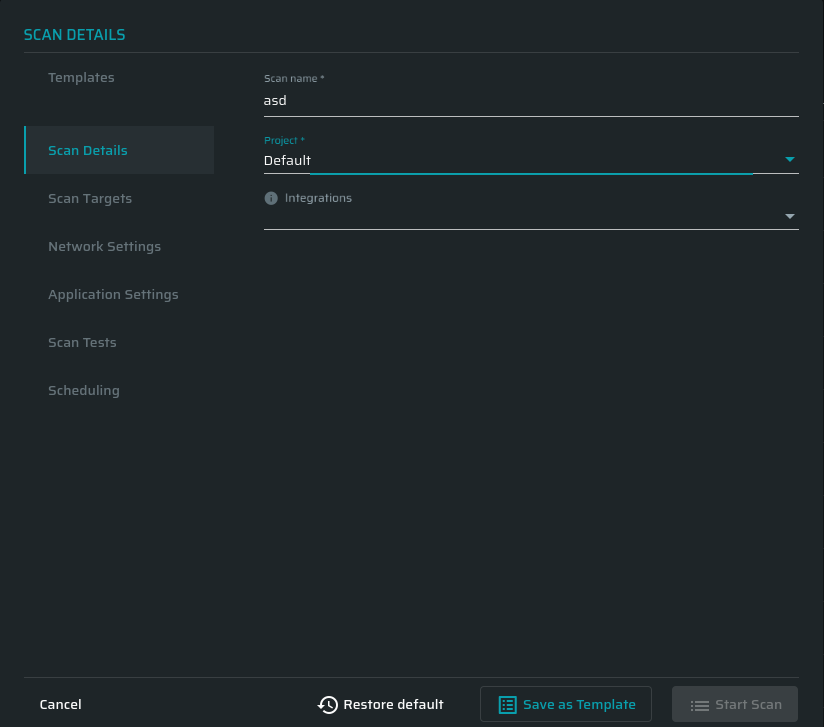 SCAN DETAILS
Templates
Scan Details
Scan Targets
Network Settings
Application Settings
Scan Tests
Scheduling
Scan name *
asd
Project *
Default
Integrations
Cancel
Restore default
Save as Template
Start Scan